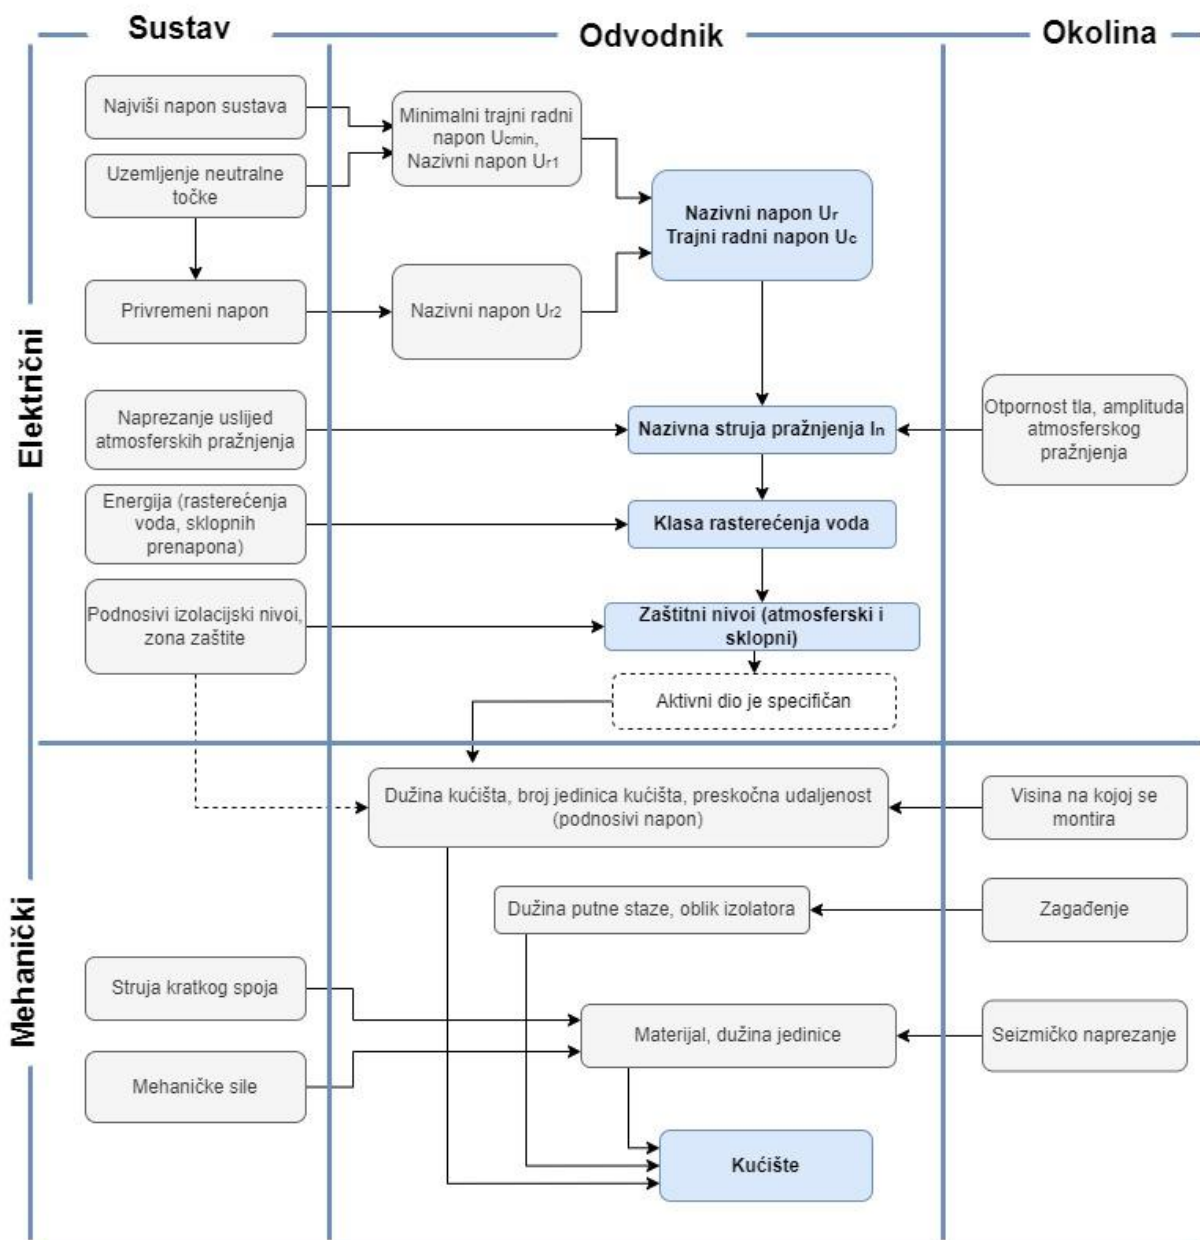 Sustav
Odvodnik
Okolina
Električni
Najviši napon sustava
Uzemljenje neutralne
točke
Privremeni napon
Minimalni trajni radni
napon Ucmin,
Nazivni napon Ur1
Nazivni napon Ur2
Nazivni napon Ur
Trajni radni napon Uc
Naprezanje uslijed
atmosferskih pražnjenja
Nazivna struja pražnjenja In
Otpornost tla, amplituda
atmosferskog
pražnjenja
Energija (rasterećenja
voda, sklopnih
prenapona)
Klasa rasterećenja voda
Podnosivi izolacijski nivoi,
zona zaštite
Zaštitni nivoi (atmosferski i
sklopni)
Aktivni dio je specifičan
Mehanički
Dužina kućišta, broj jedinica kućišta, preskočna udaljenost
(podnosivi napon)
Visina na kojoj se
montira
Dužina putne staze, oblik izolatora
Zagađenje
Struja kratkog spoja
Materijal, dužina jedinice
Seizmičko naprezanje
Mehaničke sile
Kućište